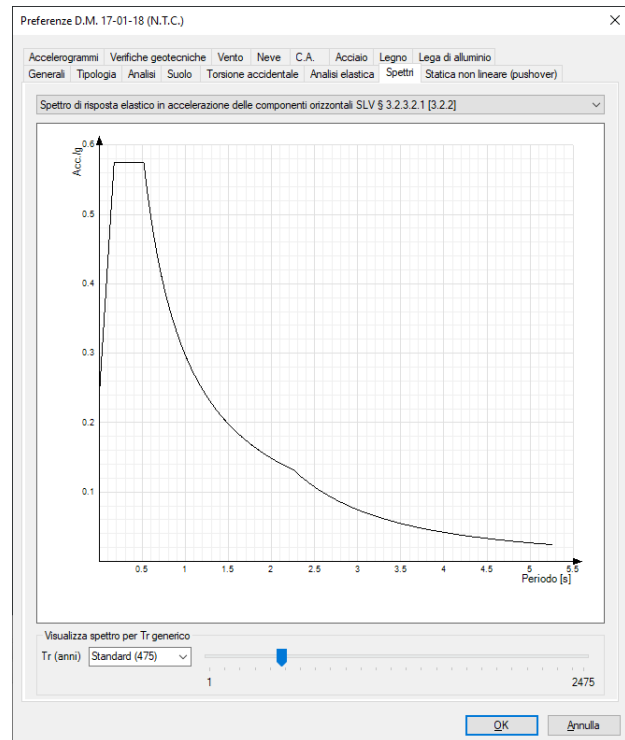 Preferenze D.M. 17-01-18 (N.T.C.)
Accelerogrammi Verifiche geotecniche Vento Neve C.A. Acciaio Legno Lega di alluminio
Generali Tipologia Analisi Suolo Torsione accidentale Analisi elastica Spettri Statica non lineare (pushover)
Spettro di risposta elastico in accelerazione delle componenti orizzontali SLV § 3.2.3.2.1 [3.2.2]
Acc./g
0.6
0.5
0.4
0.3
0.2
0.1
0.5 1 1.5 2 2.5 3 3.5 4 4.5 5 5.5
Periodo [s]
Visualizza spettro per Tr generico
Tr (anni) Standard (475)
1 2475
OK Annulla